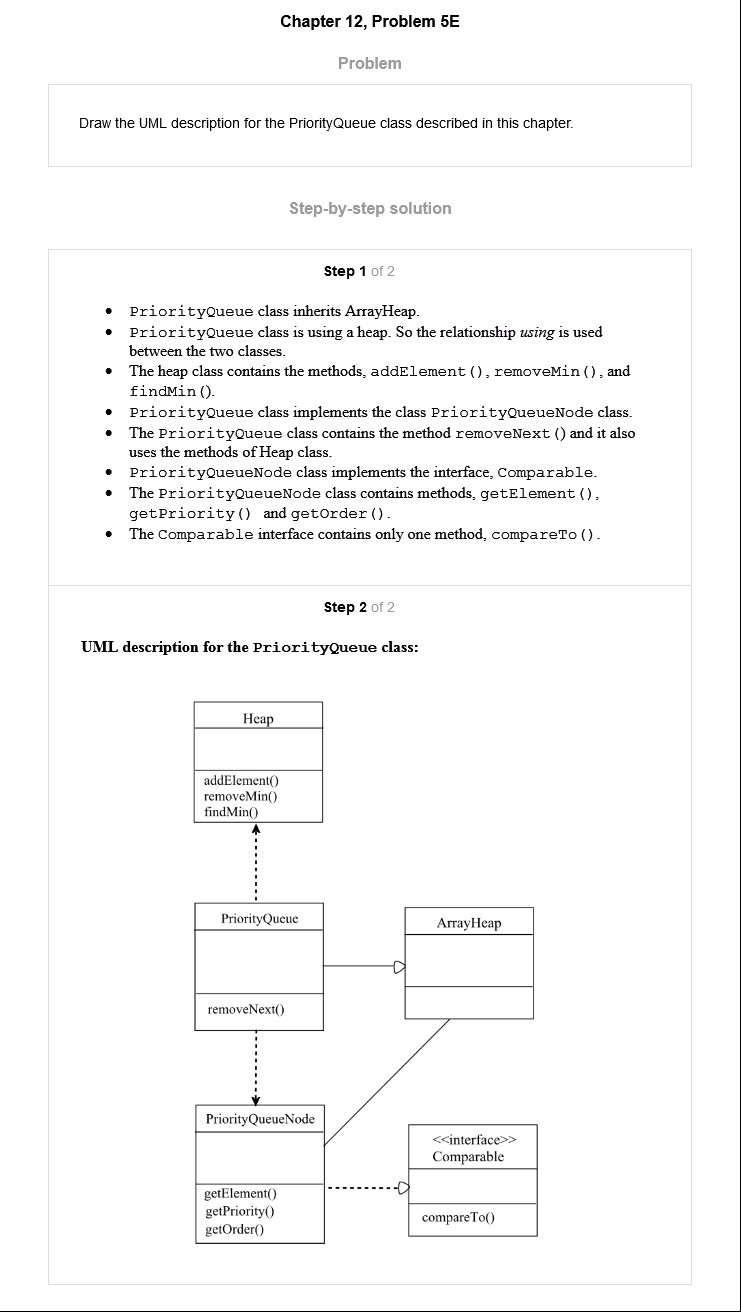 Chapter 12, Problem 5E
Problem
Draw the UML description for the PriorityQueue class described in this chapter.
Step-by-step solution
Step 1 of 2
• PriorityQueue class inherits ArrayHeap.
• PriorityQueue class is using a heap. So the relationship using is used
between the two classes.
• The heap class contains the methods, addElement(), removeMin(), and
findMin().
• PriorityQueue class implements the class PriorityQueueNode class.
• The PriorityQueue class contains the method removeNext() and it also
uses the methods of Heap class.
• PriorityQueueNode class implements the interface, Comparable.
• The PriorityQueueNode class contains methods, getElement(),
getPriority() and getOrder().
• The Comparable interface contains only one method, compareTo().
Step 2 of 2
UML description for the PriorityQueue class:
Heap
addElement()
removeMin()
findMin()
PriorityQueue
removeNext()
ArrayHeap
PriorityQueueNode
getElement()
getPriority()
getOrder()
<<interface>>
Comparable
compareTo()